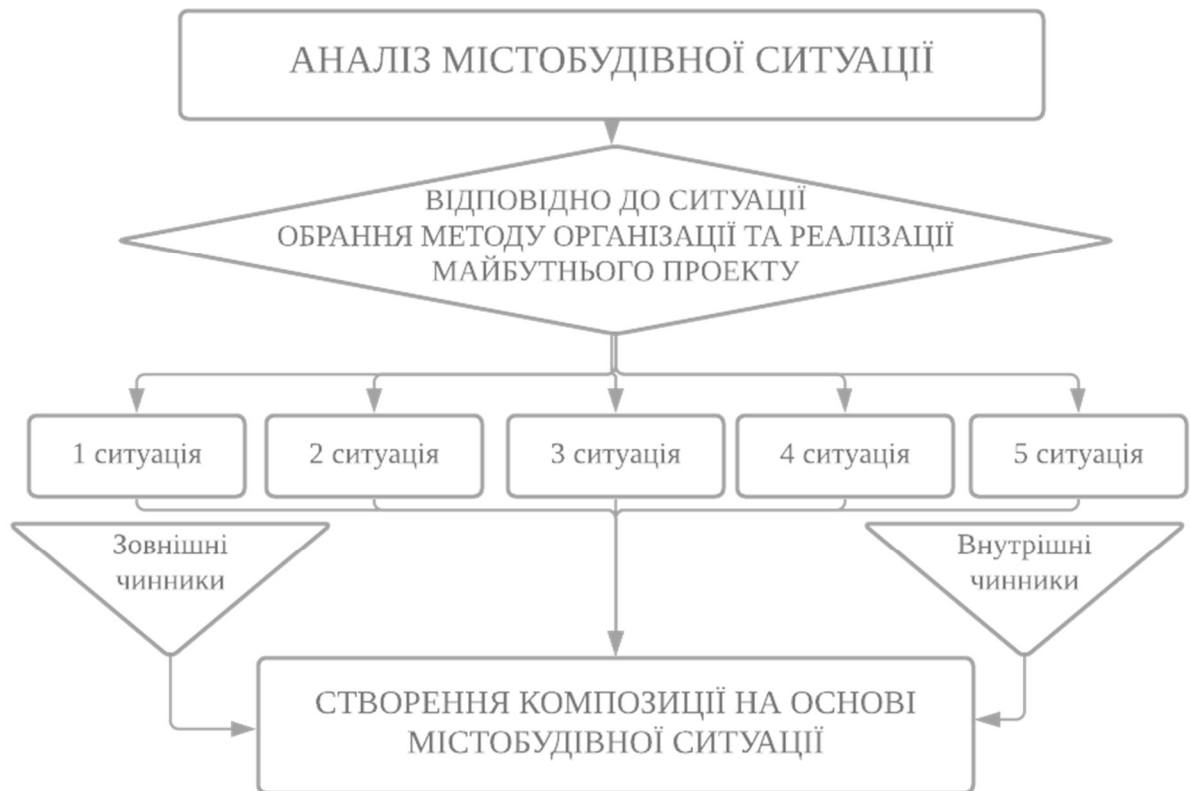 АНАЛІЗ МІСТОБУДІВНОЇ СИТУАЦІЇ
ВІДПОВІДНО ДО СИТУАЦІЇ
ОБРАННЯ МЕТОДУ ОРГАНІЗАЦІЇ ТА РЕАЛІЗАЦІЇ
МАЙБУТНЬОГО ПРОЕКТУ
1 ситуація
2 ситуація
3 ситуація
4 ситуація
5 ситуація
Зовнішні
чинники
Внутрішні
чинники
СТВОРЕННЯ КОМПОЗИЦІЇ НА ОСНОВІ
МІСТОБУДІВНОЇ СИТУАЦІЇ